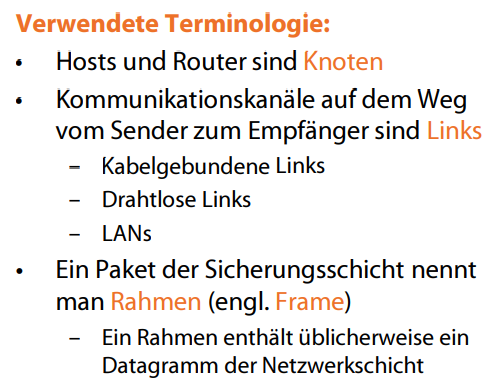 Verwendete Terminologie:
• Hosts und Router sind Knoten
• Kommunikationskanäle auf dem Weg
vom Sender zum Empfänger sind Links
– Kabelgebundene Links
– Drahtlose Links
– LANs
• Ein Paket der Sicherungsschicht nennt
man Rahmen (engl. Frame)
– Ein Rahmen enthält üblicherweise ein
Datagramm der Netzwerkschicht